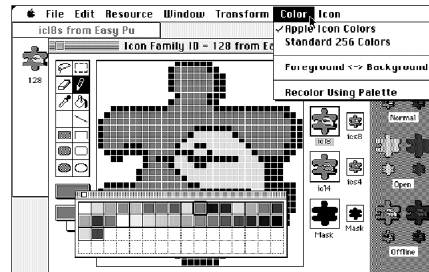 File Edit Resource Window Transform Color Icon
icl8s from Easy Pu
Icon Family ID = 128 from Ea
✓Apple Icon Colors
Standard 256 Colors
Foreground <-> Background
Recolor Using Palette
128
icl8
ics8
icl4
ics4
Mask
Mask
Normal
Open
Offline